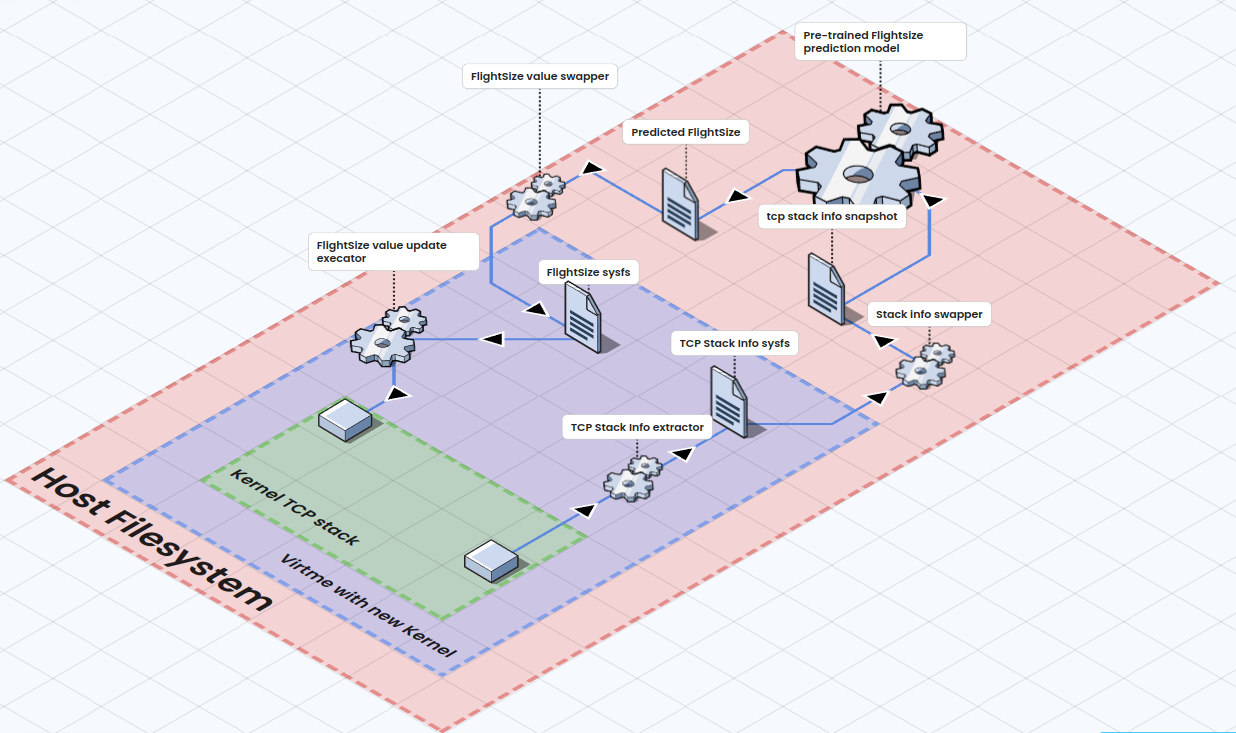 Pre-trained Flightsize
prediction model
FlightSize value swapper
Predicted FlightSize
tcp stack info snapshot
FlightSize value update
execator
FlightSize sysfs
Stack info swapper
TCP Stack Info sysfs
TCP Stack Info extractor
Kernel TCP stack
Host Filesystem
Virtme with new Kernel